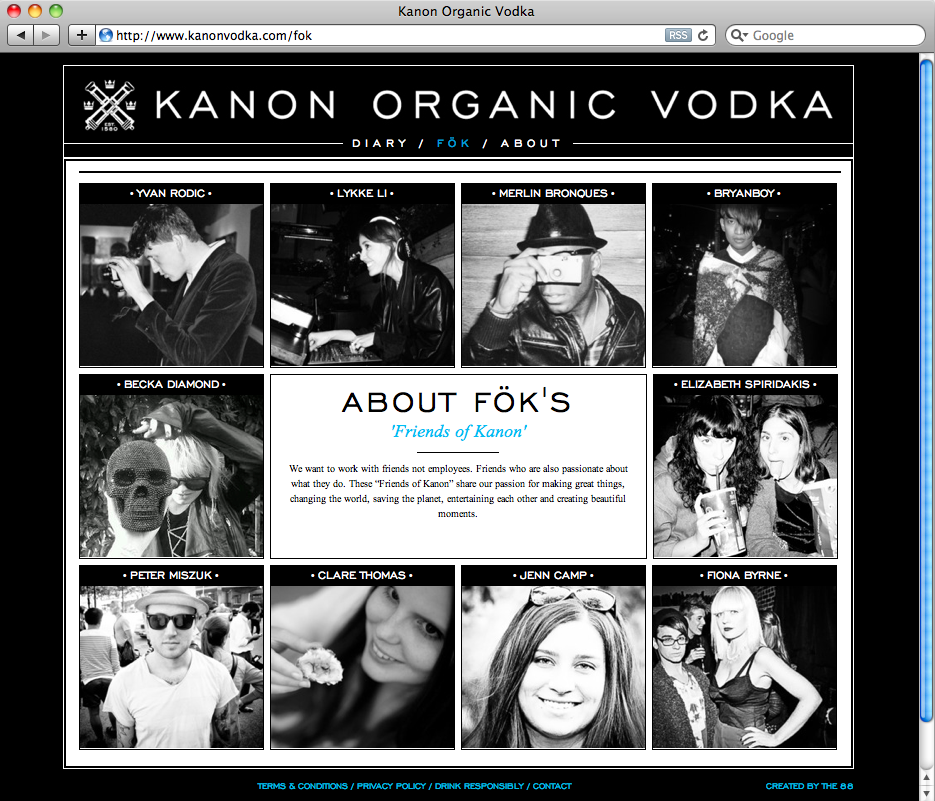 Kanon Organic Vodka
http://www.kanonvodka.com/fok
RSS
Google
EST.
1580
KANON ORGANIC VODKA
DIARY / FÖK / ABOUT
• YVAN RODIC •
• LYKKE LI •
• MERLIN BRONQUES •
• BRYANBOY •
• BECKA DIAMOND •
ABOUT FÖK'S
'Friends of Kanon'
We want to work with friends not employees. Friends who are also passionate about
what they do. These “Friends of Kanon” share our passion for making great things,
changing the world, saving the planet, entertaining each other and creating beautiful
moments.
• ELIZABETH SPIRIDAKIS •
• PETER MISZUK •
• CLARE THOMAS •
• JENN CAMP •
• FIONA BYRNE •
TERMS & CONDITIONS / PRIVACY POLICY / DRINK RESPONSIBLY / CONTACT
CREATED BY THE 88